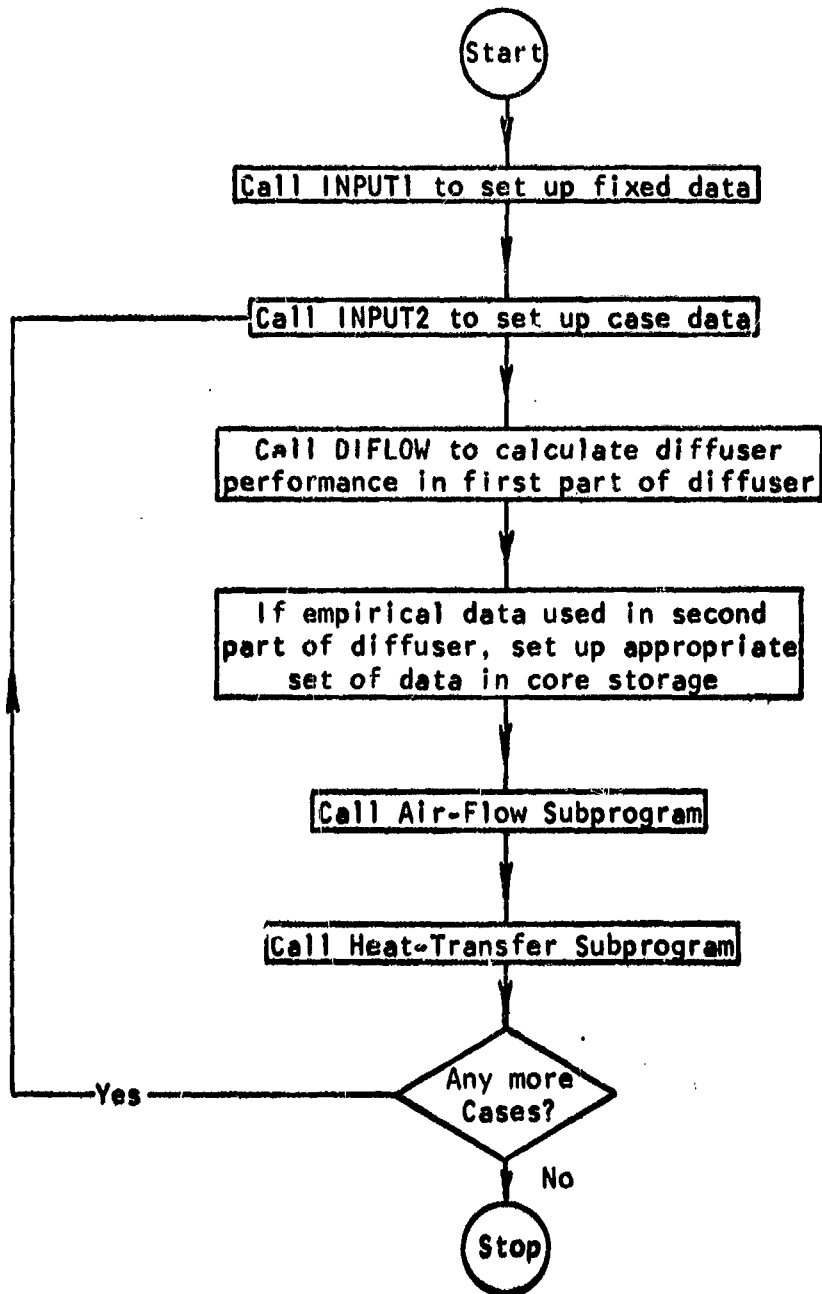 Start
Call INPUT1 to set up fixed data
Call INPUT2 to set up case data
Call DIFLOW to calculate diffuser
performance in first part of diffuser
If empirical data used in second
part of diffuser, set up appropriate
set of data in core storage
Call Air-Flow Subprogram
Call Heat-Transfer Subprogram
Any more
Cases?
Yes
No
Stop